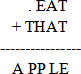 . EAT
+ THAT
-----------------
A PP LE